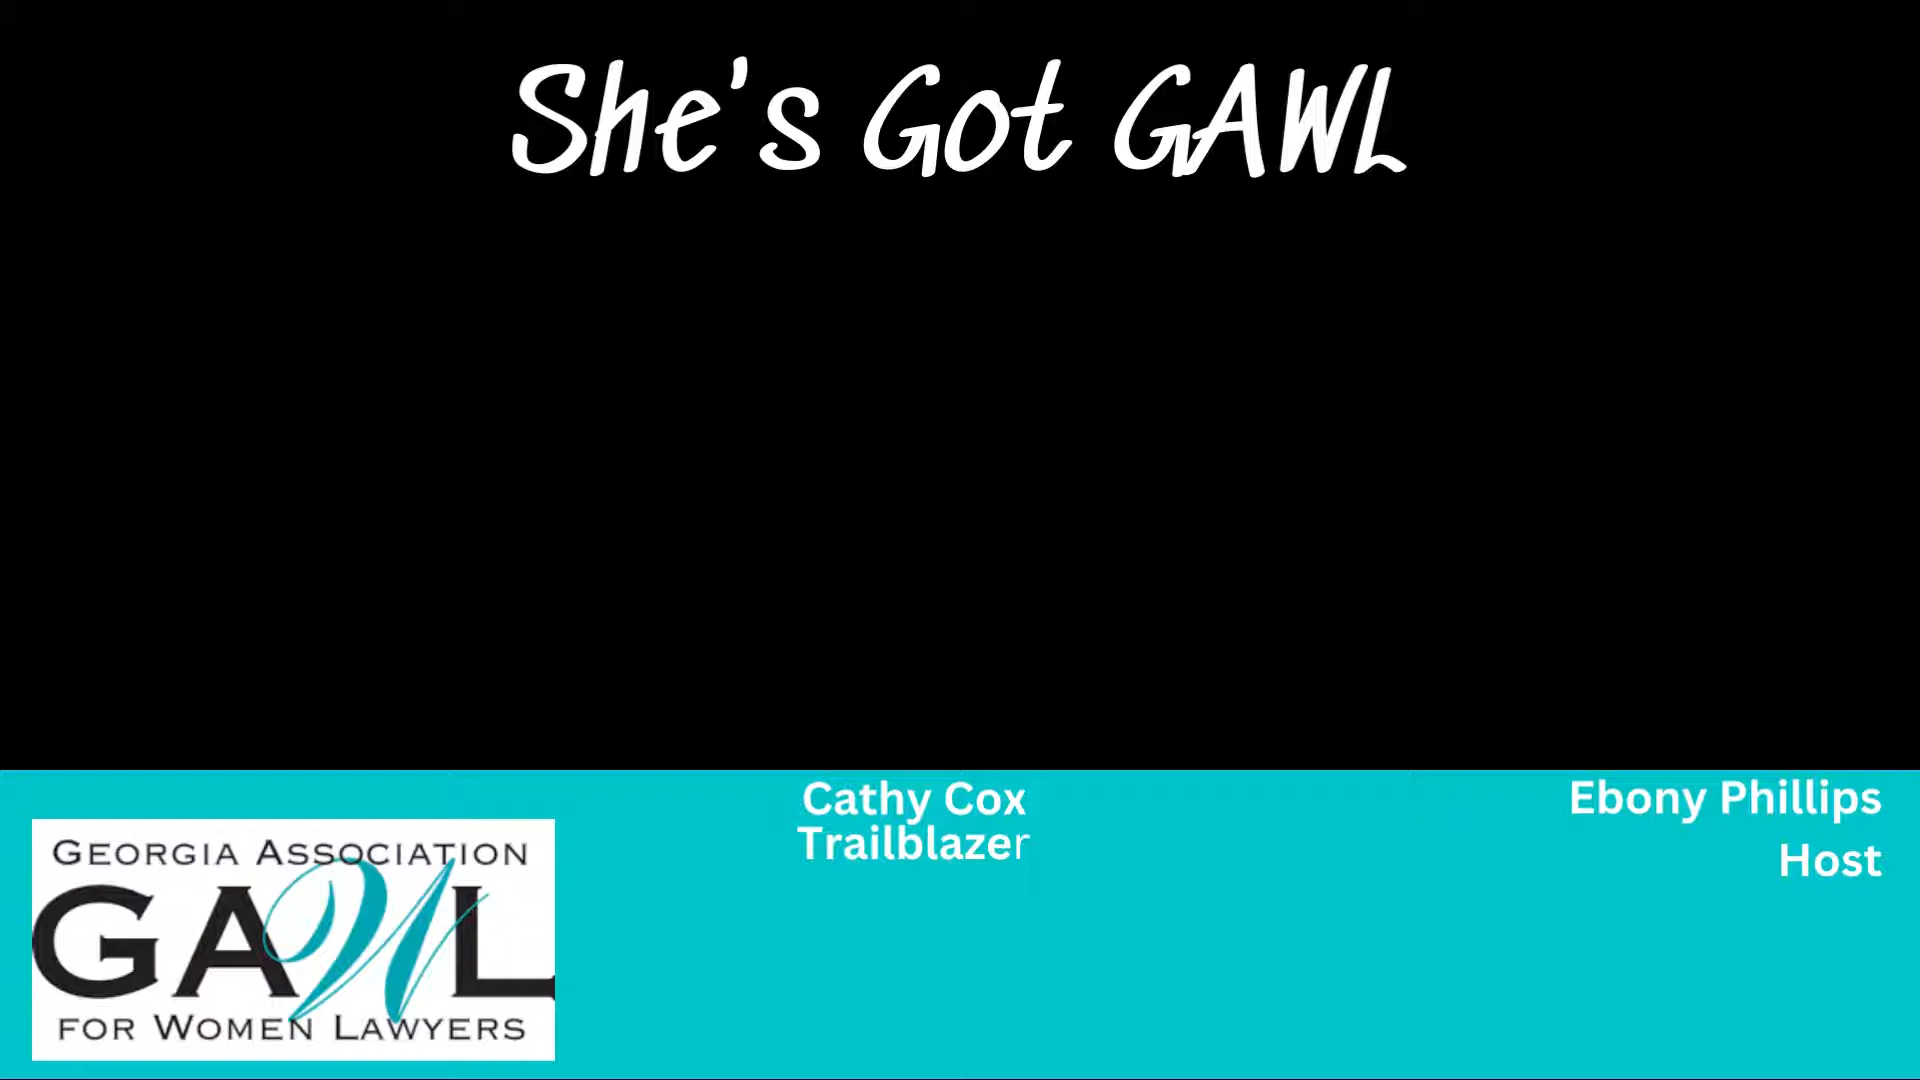 She's Got GAWL
Cathy Cox
Trailblazer
Ebony Phillips
Host
GEORGIA ASSOCIATION
GAWL
FOR WOMEN LAWYERS